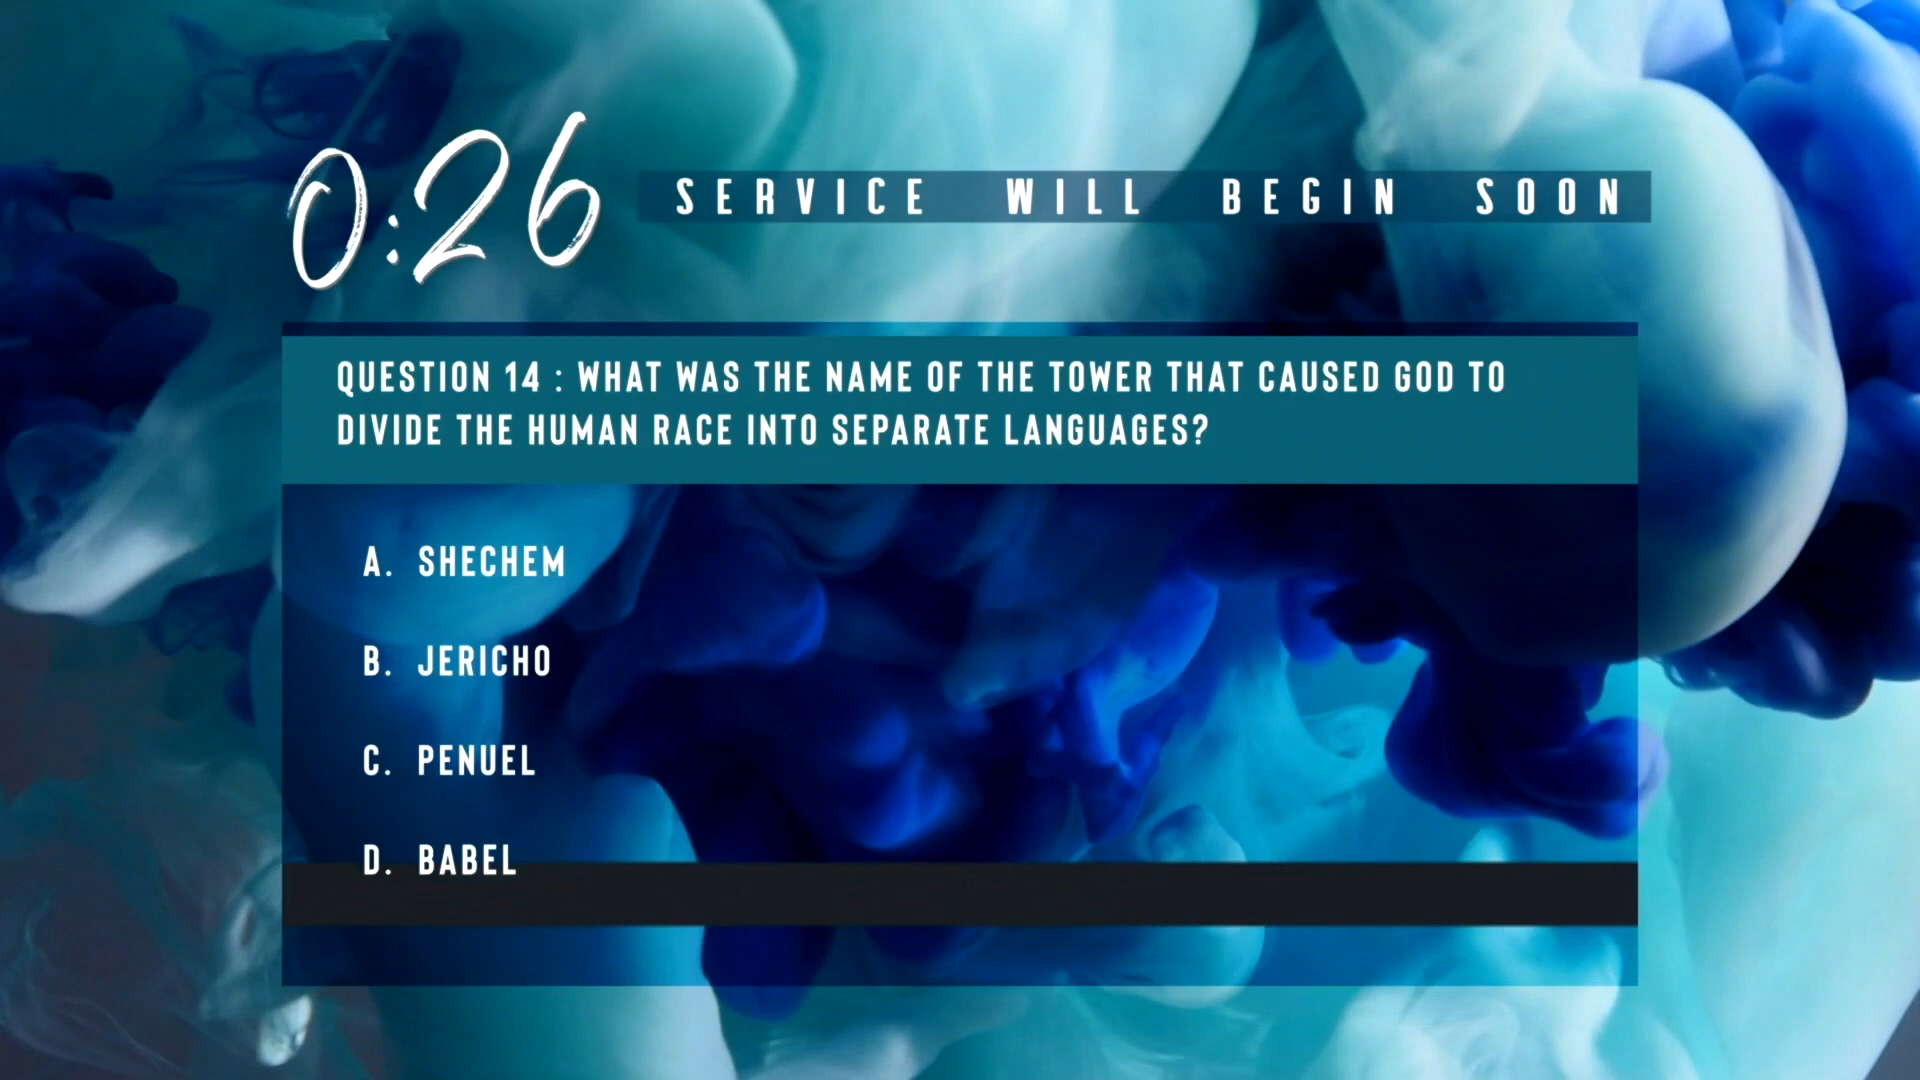 0:26
SERVICE WILL BEGIN SOON
QUESTION 14 : WHAT WAS THE NAME OF THE TOWER THAT CAUSED GOD TO
DIVIDE THE HUMAN RACE INTO SEPARATE LANGUAGES?
A. SHECHEM
B. JERICHO
C. PENUEL
D. BABEL